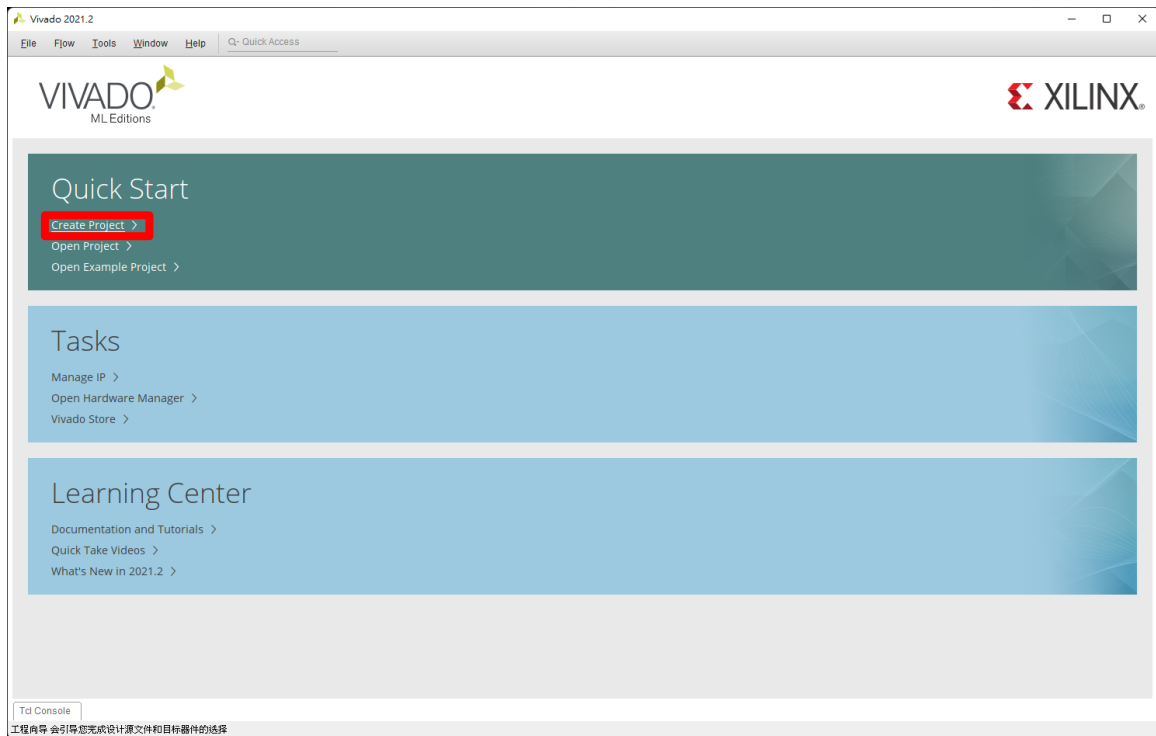 Vivado 2021.2
File Flow Tools Window Help Q- Quick Access
VIVADO.
ML Editions
XILINX®
Quick Start
Create Project >
Open Project >
Open Example Project >
Tasks
Manage IP >
Open Hardware Manager >
Vivado Store >
Learning Center
Documentation and Tutorials >
Quick Take Videos >
What's New in 2021.2 >
Tcl Console
工程向导 会引导您完成设计源文件和目标器件的选择